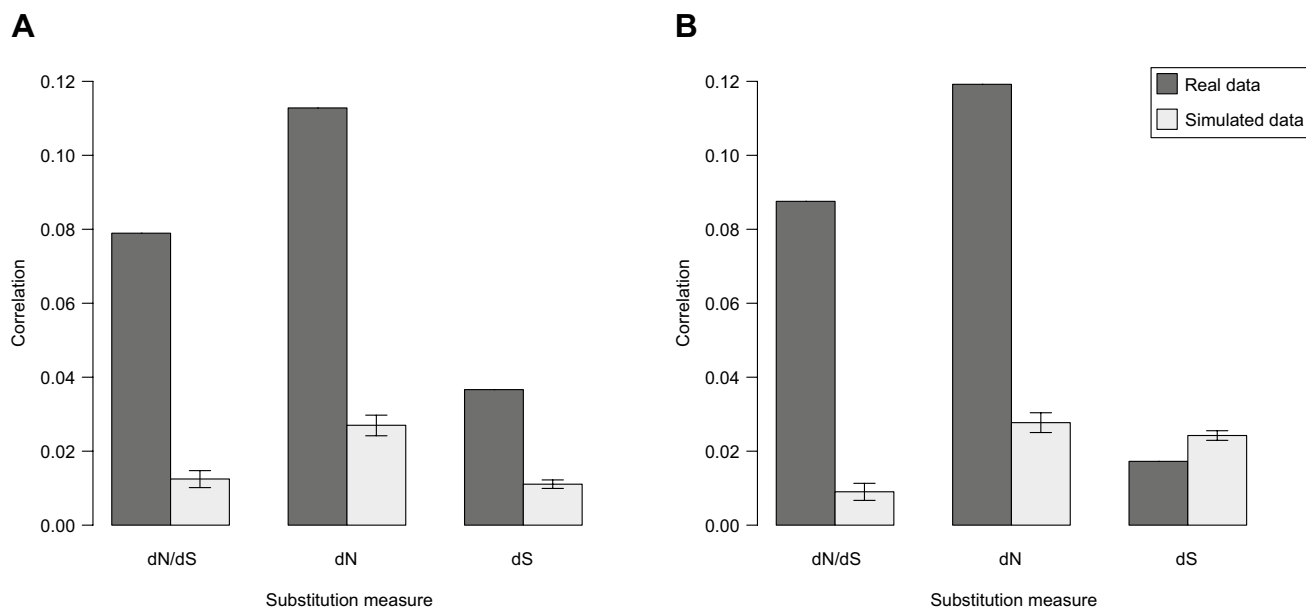 A
0.12
0.10
0.08
0.06
0.04
0.02
0.00
Correlation
dN/dS
dN
dS
Substitution measure
B
0.12
0.10
0.08
0.06
0.04
0.02
0.00
Correlation
dN/dS
dN
dS
Substitution measure
Real data
Simulated data